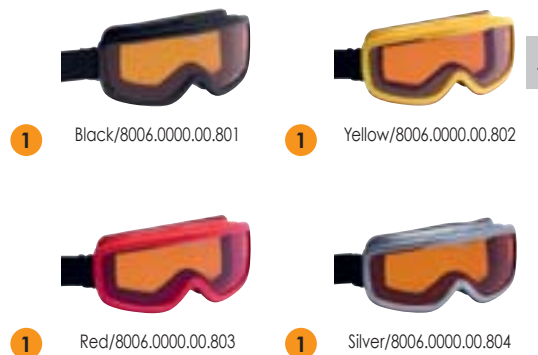 1 Black/8006.0000.00.801
1 Yellow/8006.0000.00.802
1 Red/8006.0000.00.803
1 Silver/8006.0000.00.804